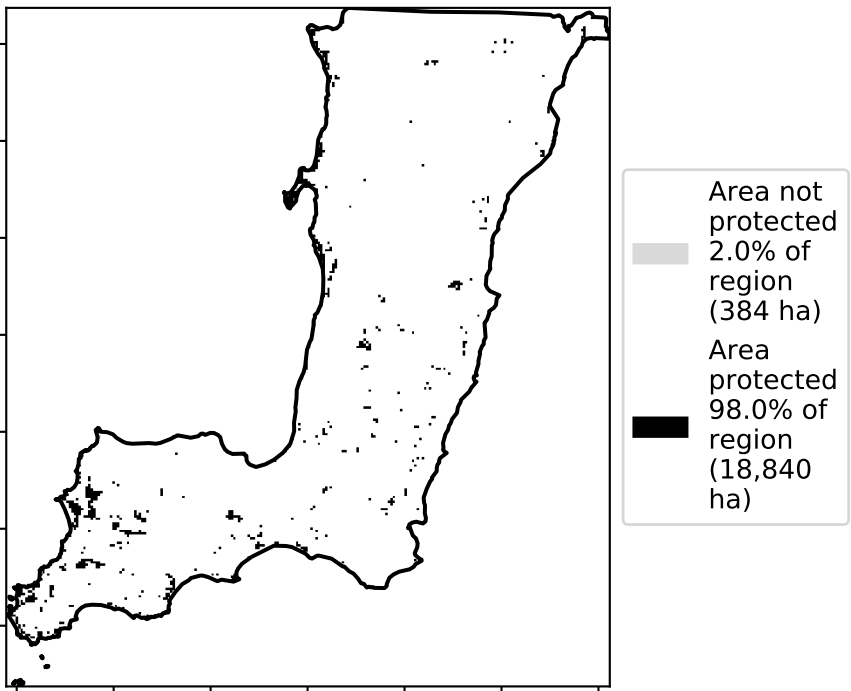 Area not
protected
2.0% of
region
(384 ha)
Area
protected
98.0% of
region
(18,840
ha)